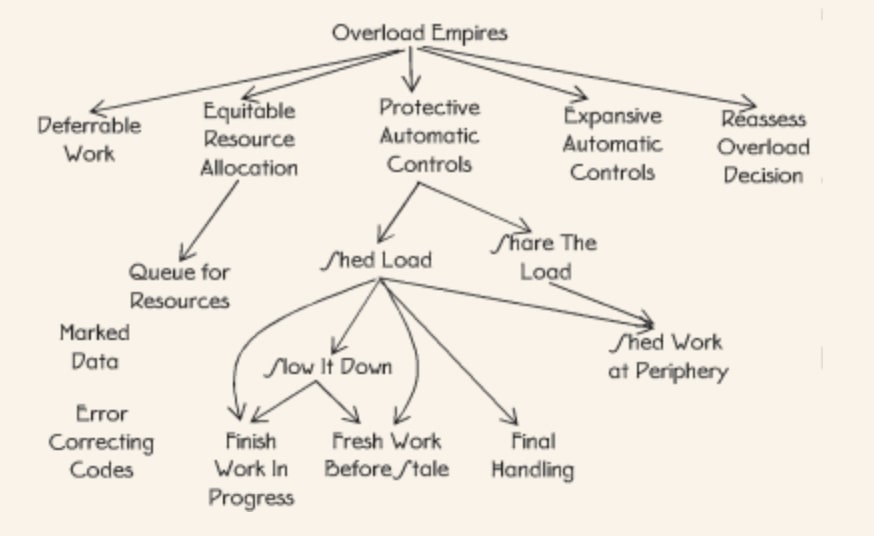 Overload Empires
Deferrable
Work
Equitable
Resource
Allocation
Protective
Automatic
Controls
Expansive
Automatic
Controls
Reassess
Overload
Decision
Queue for
Resources
Shed Load
Share The
Load
Marked
Data
Slow It Down
Shed Work
at Periphery
Error
Correcting
Codes
Finish
Work In
Progress
Fresh Work
Before Stale
Final
Handling